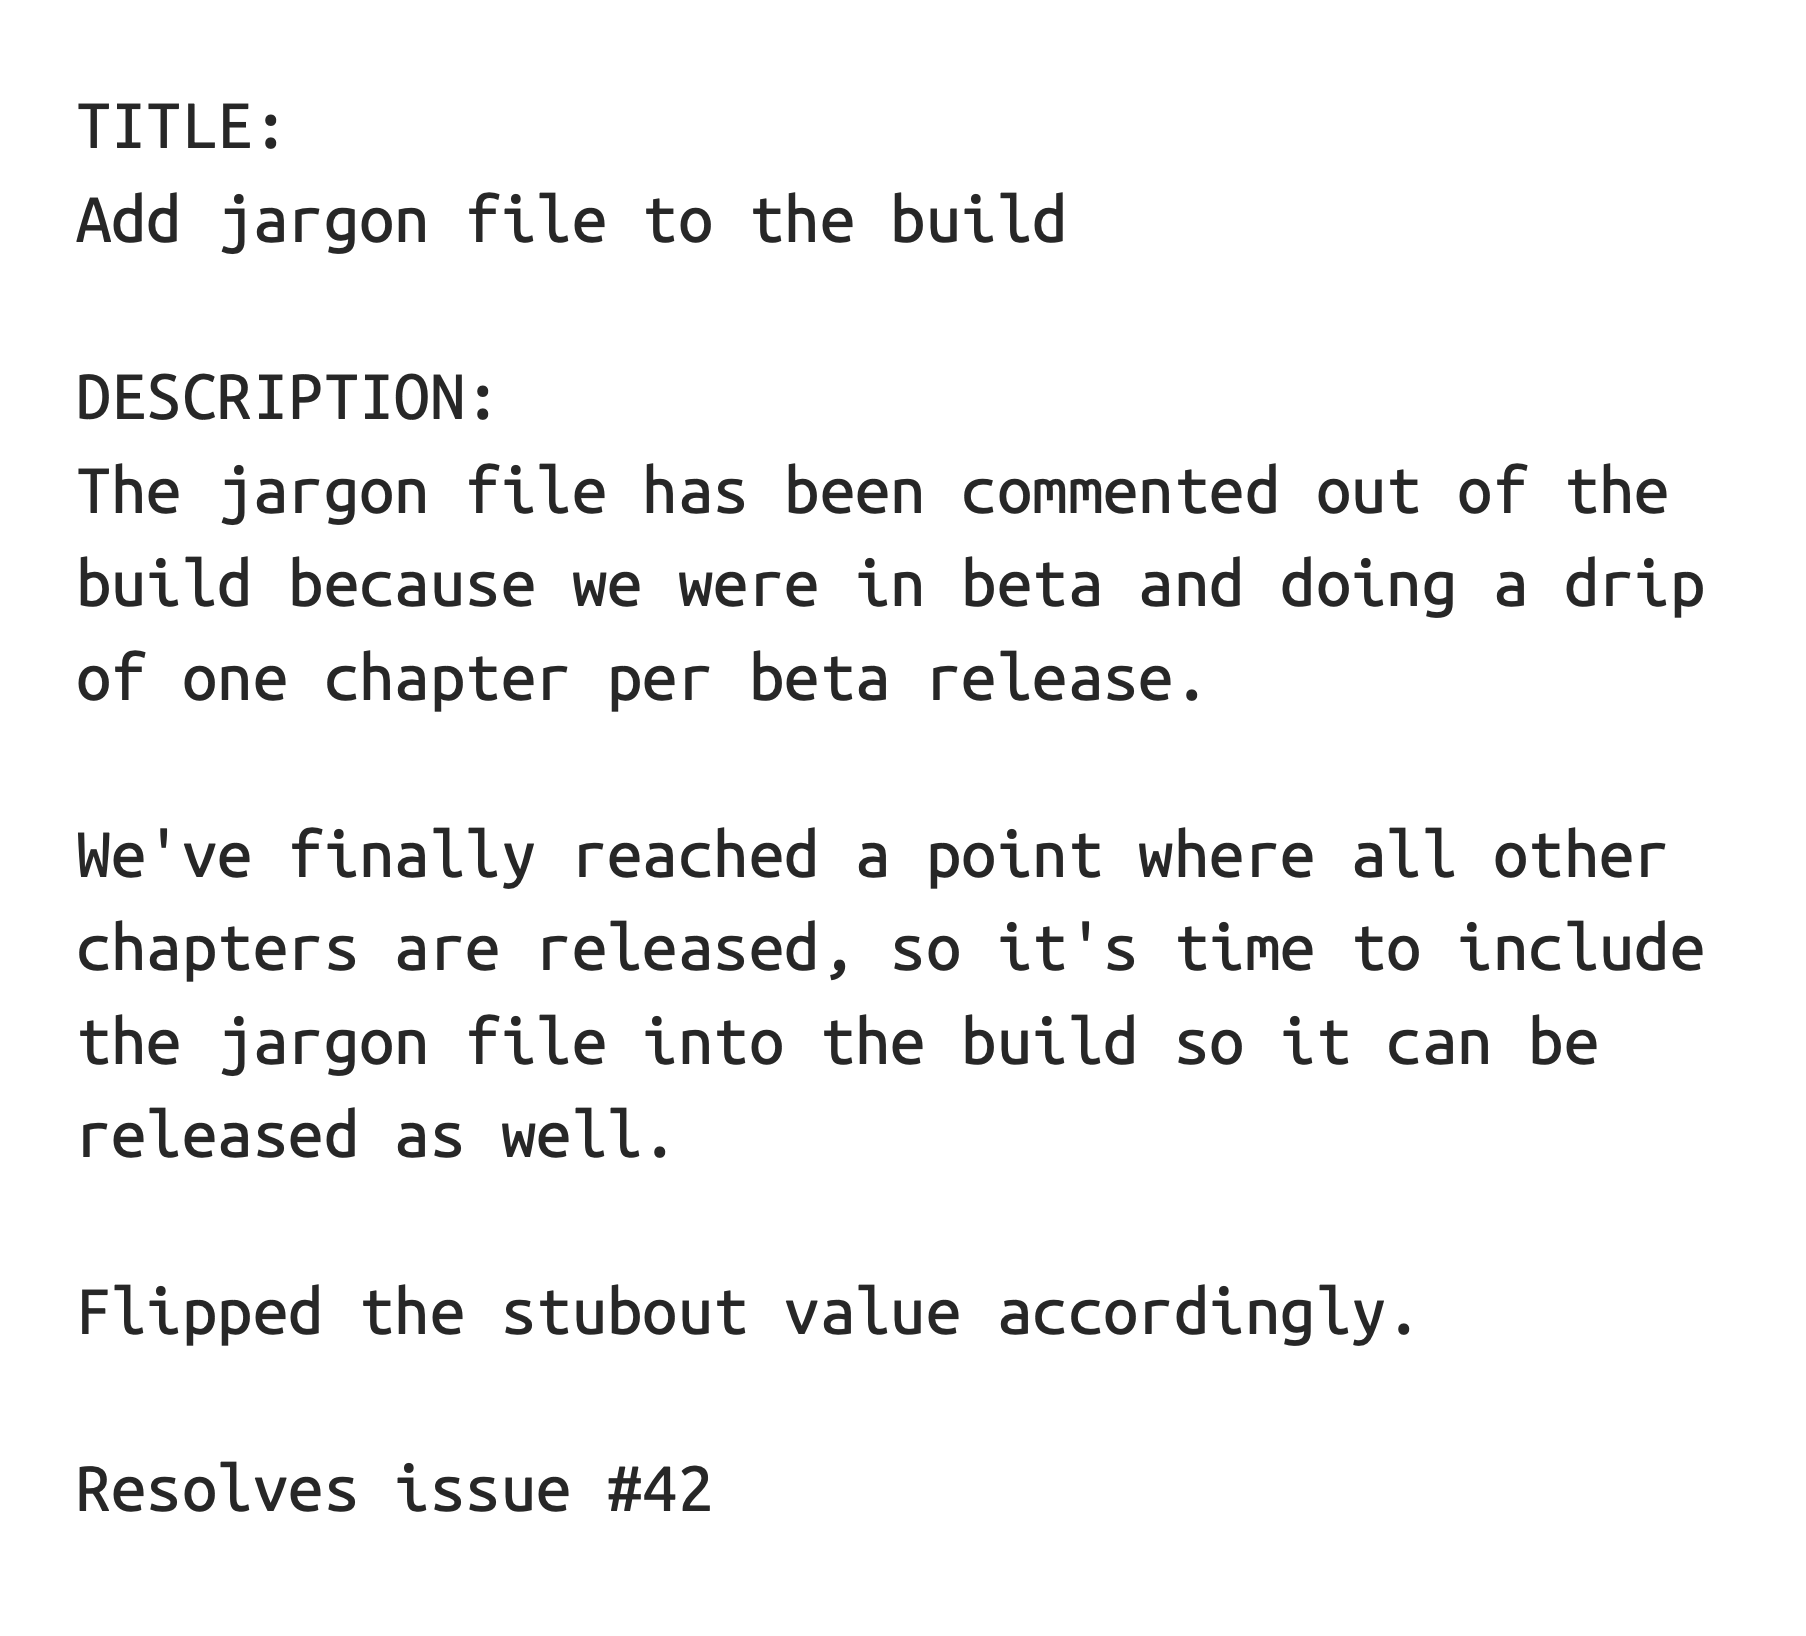 TITLE:
Add jargon file to the build
DESCRIPTION:
The jargon file has been commented out of the
build because we were in beta and doing a drip
of one chapter per beta release.
We've finally reached a point where all other
chapters are released, so it's time to include
the jargon file into the build so it can be
released as well.
Flipped the stubout value accordingly.
Resolves issue #42